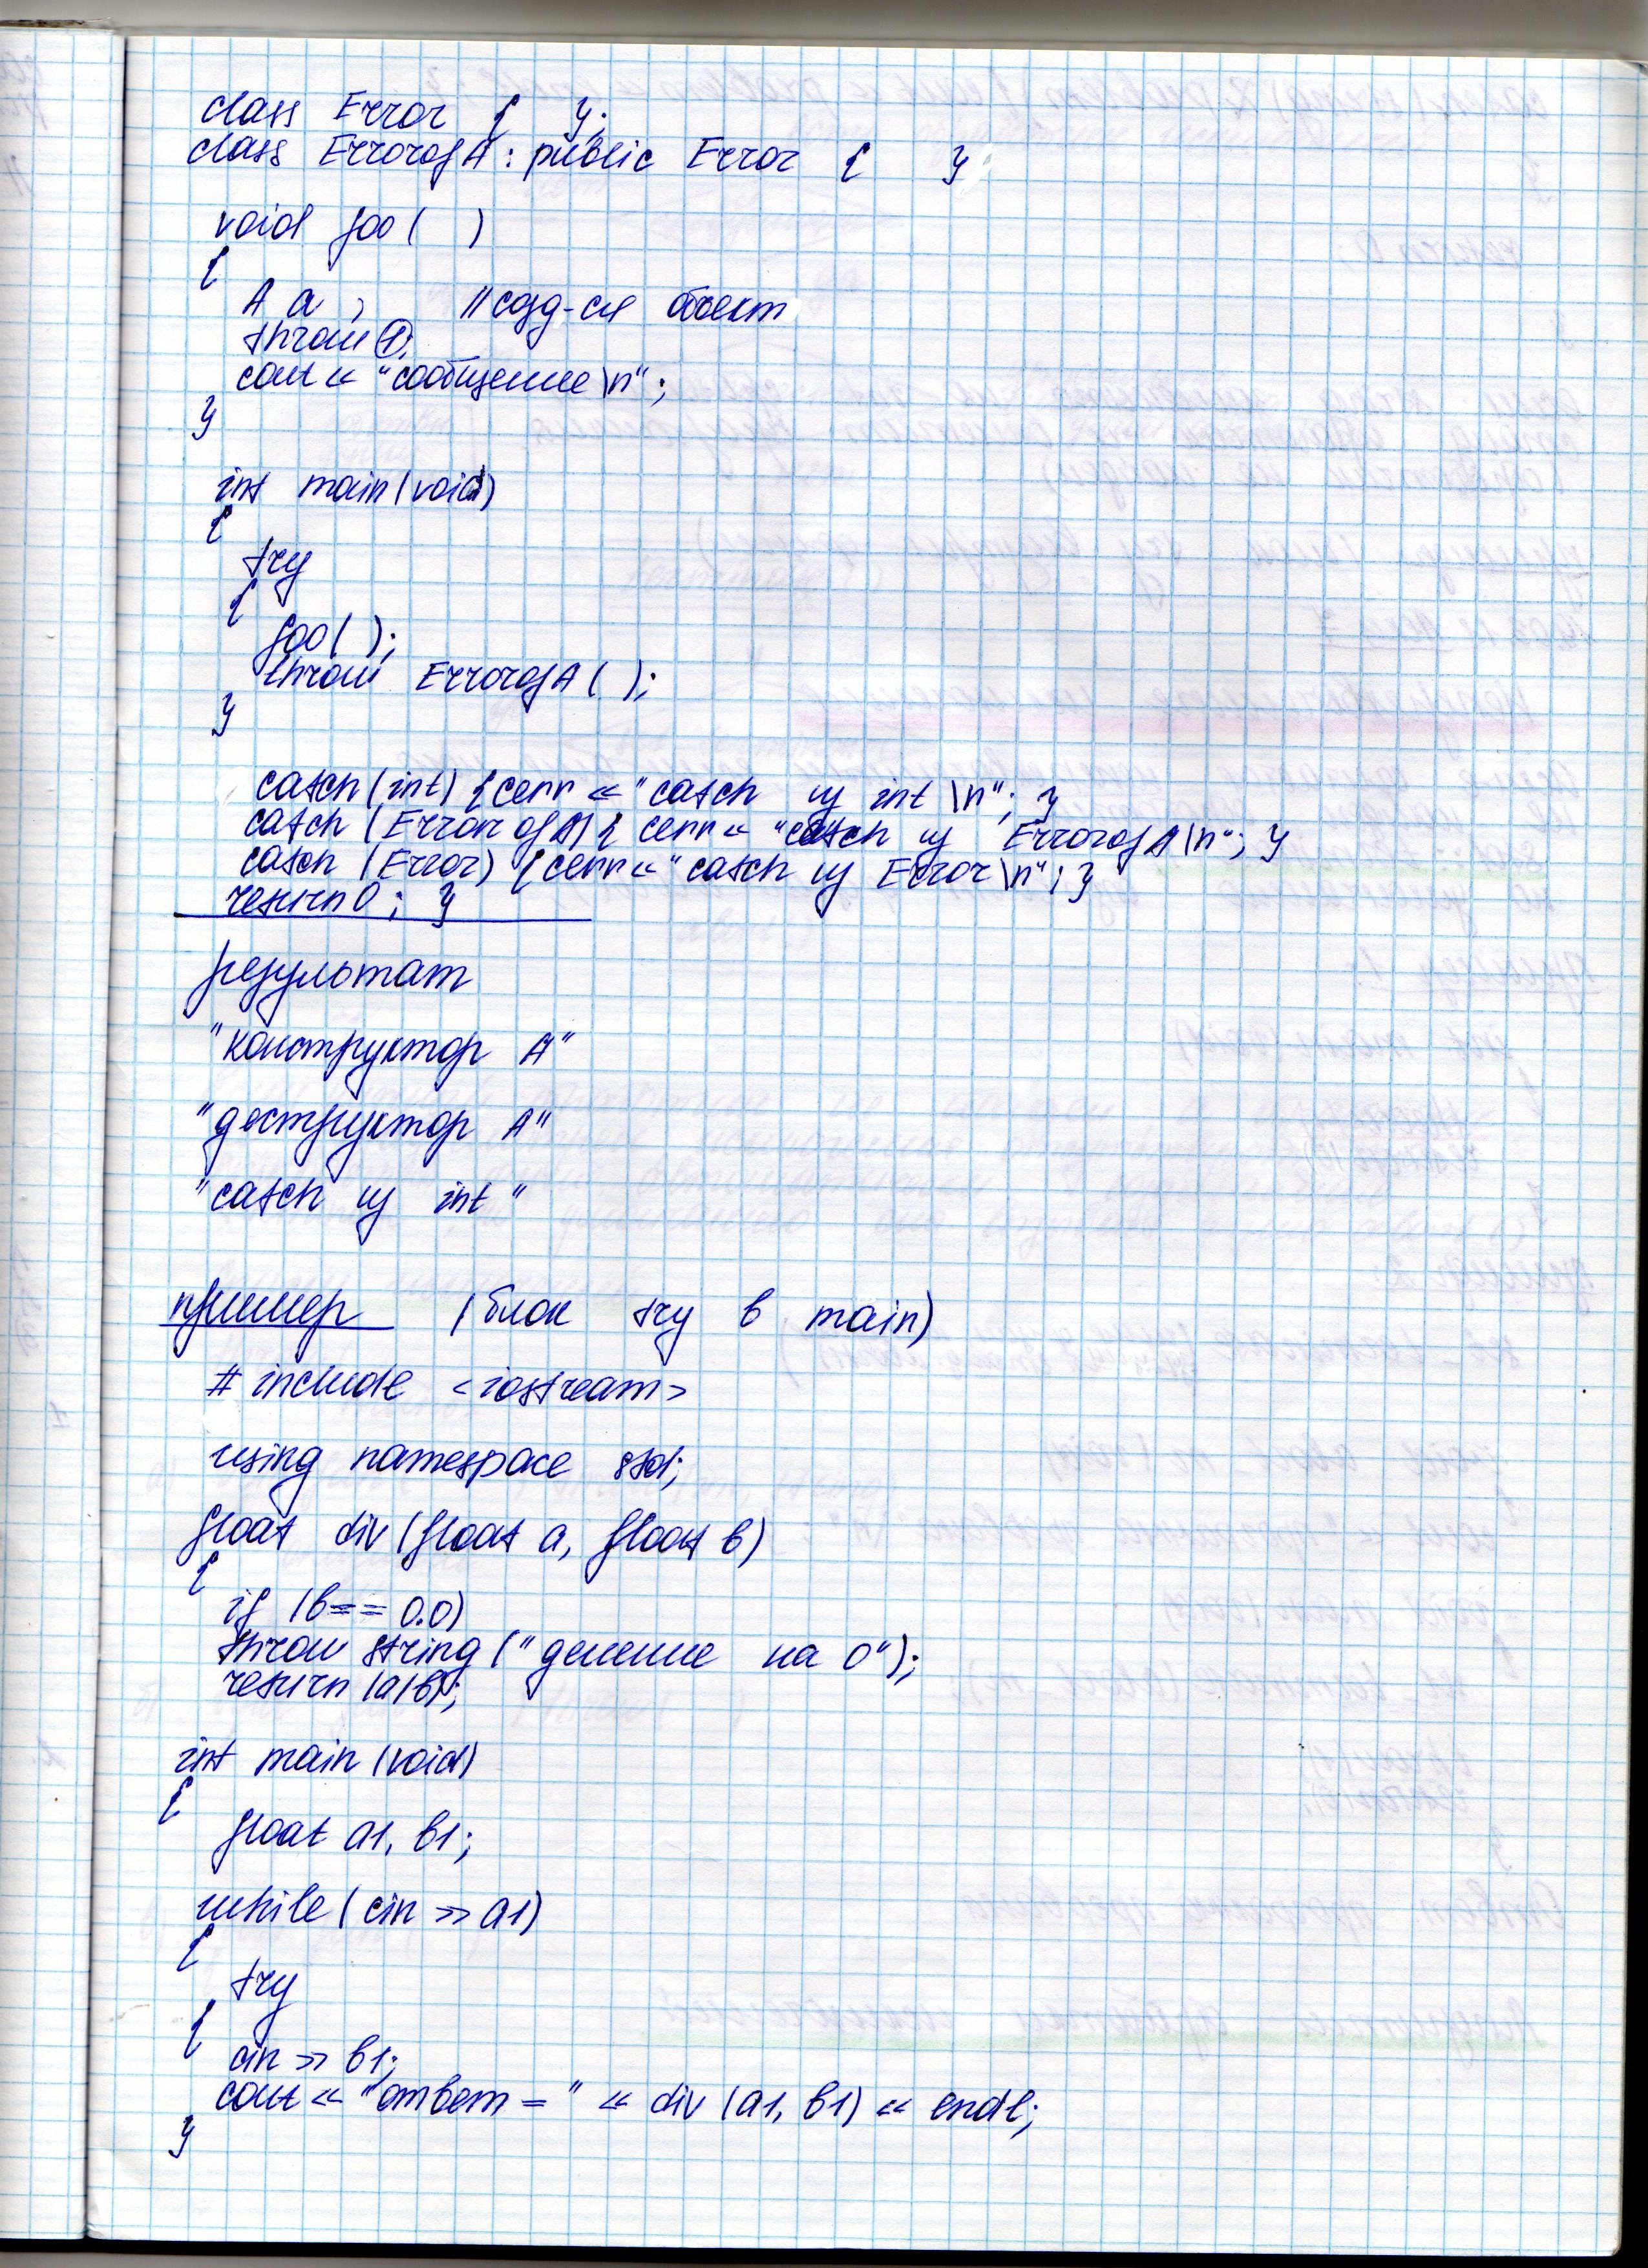 class Error { };
class ErrorofA : public Error { }
void foo( )
{
A a ; //созд-ся объект
throw 1;
cout << "сообщение\n";
}
int main(void)
{
try
{
foo( );
throw ErrorofA( );
}
catch(int) {cerr << "catch из int \n"; }
catch (Error ofA) { cerr << "catch из ErrorofA\n"; }
catch (Error) {cerr << "catch из Error\n"; }
return 0; }
результат
"конструктор А"
"деструктор А"
"catch из int"
пример (блок try в main)
# include <iostream>
using namespace std;
float div (float a, float b)
{
if (b == 0.0)
throw string ("деление на 0");
return (a/b);
int main (void)
{
float a1, b1;
while (cin >> a1)
{
try
{
cin >> b1;
cout << "ответ = " << div (a1, b1) << endl;
}